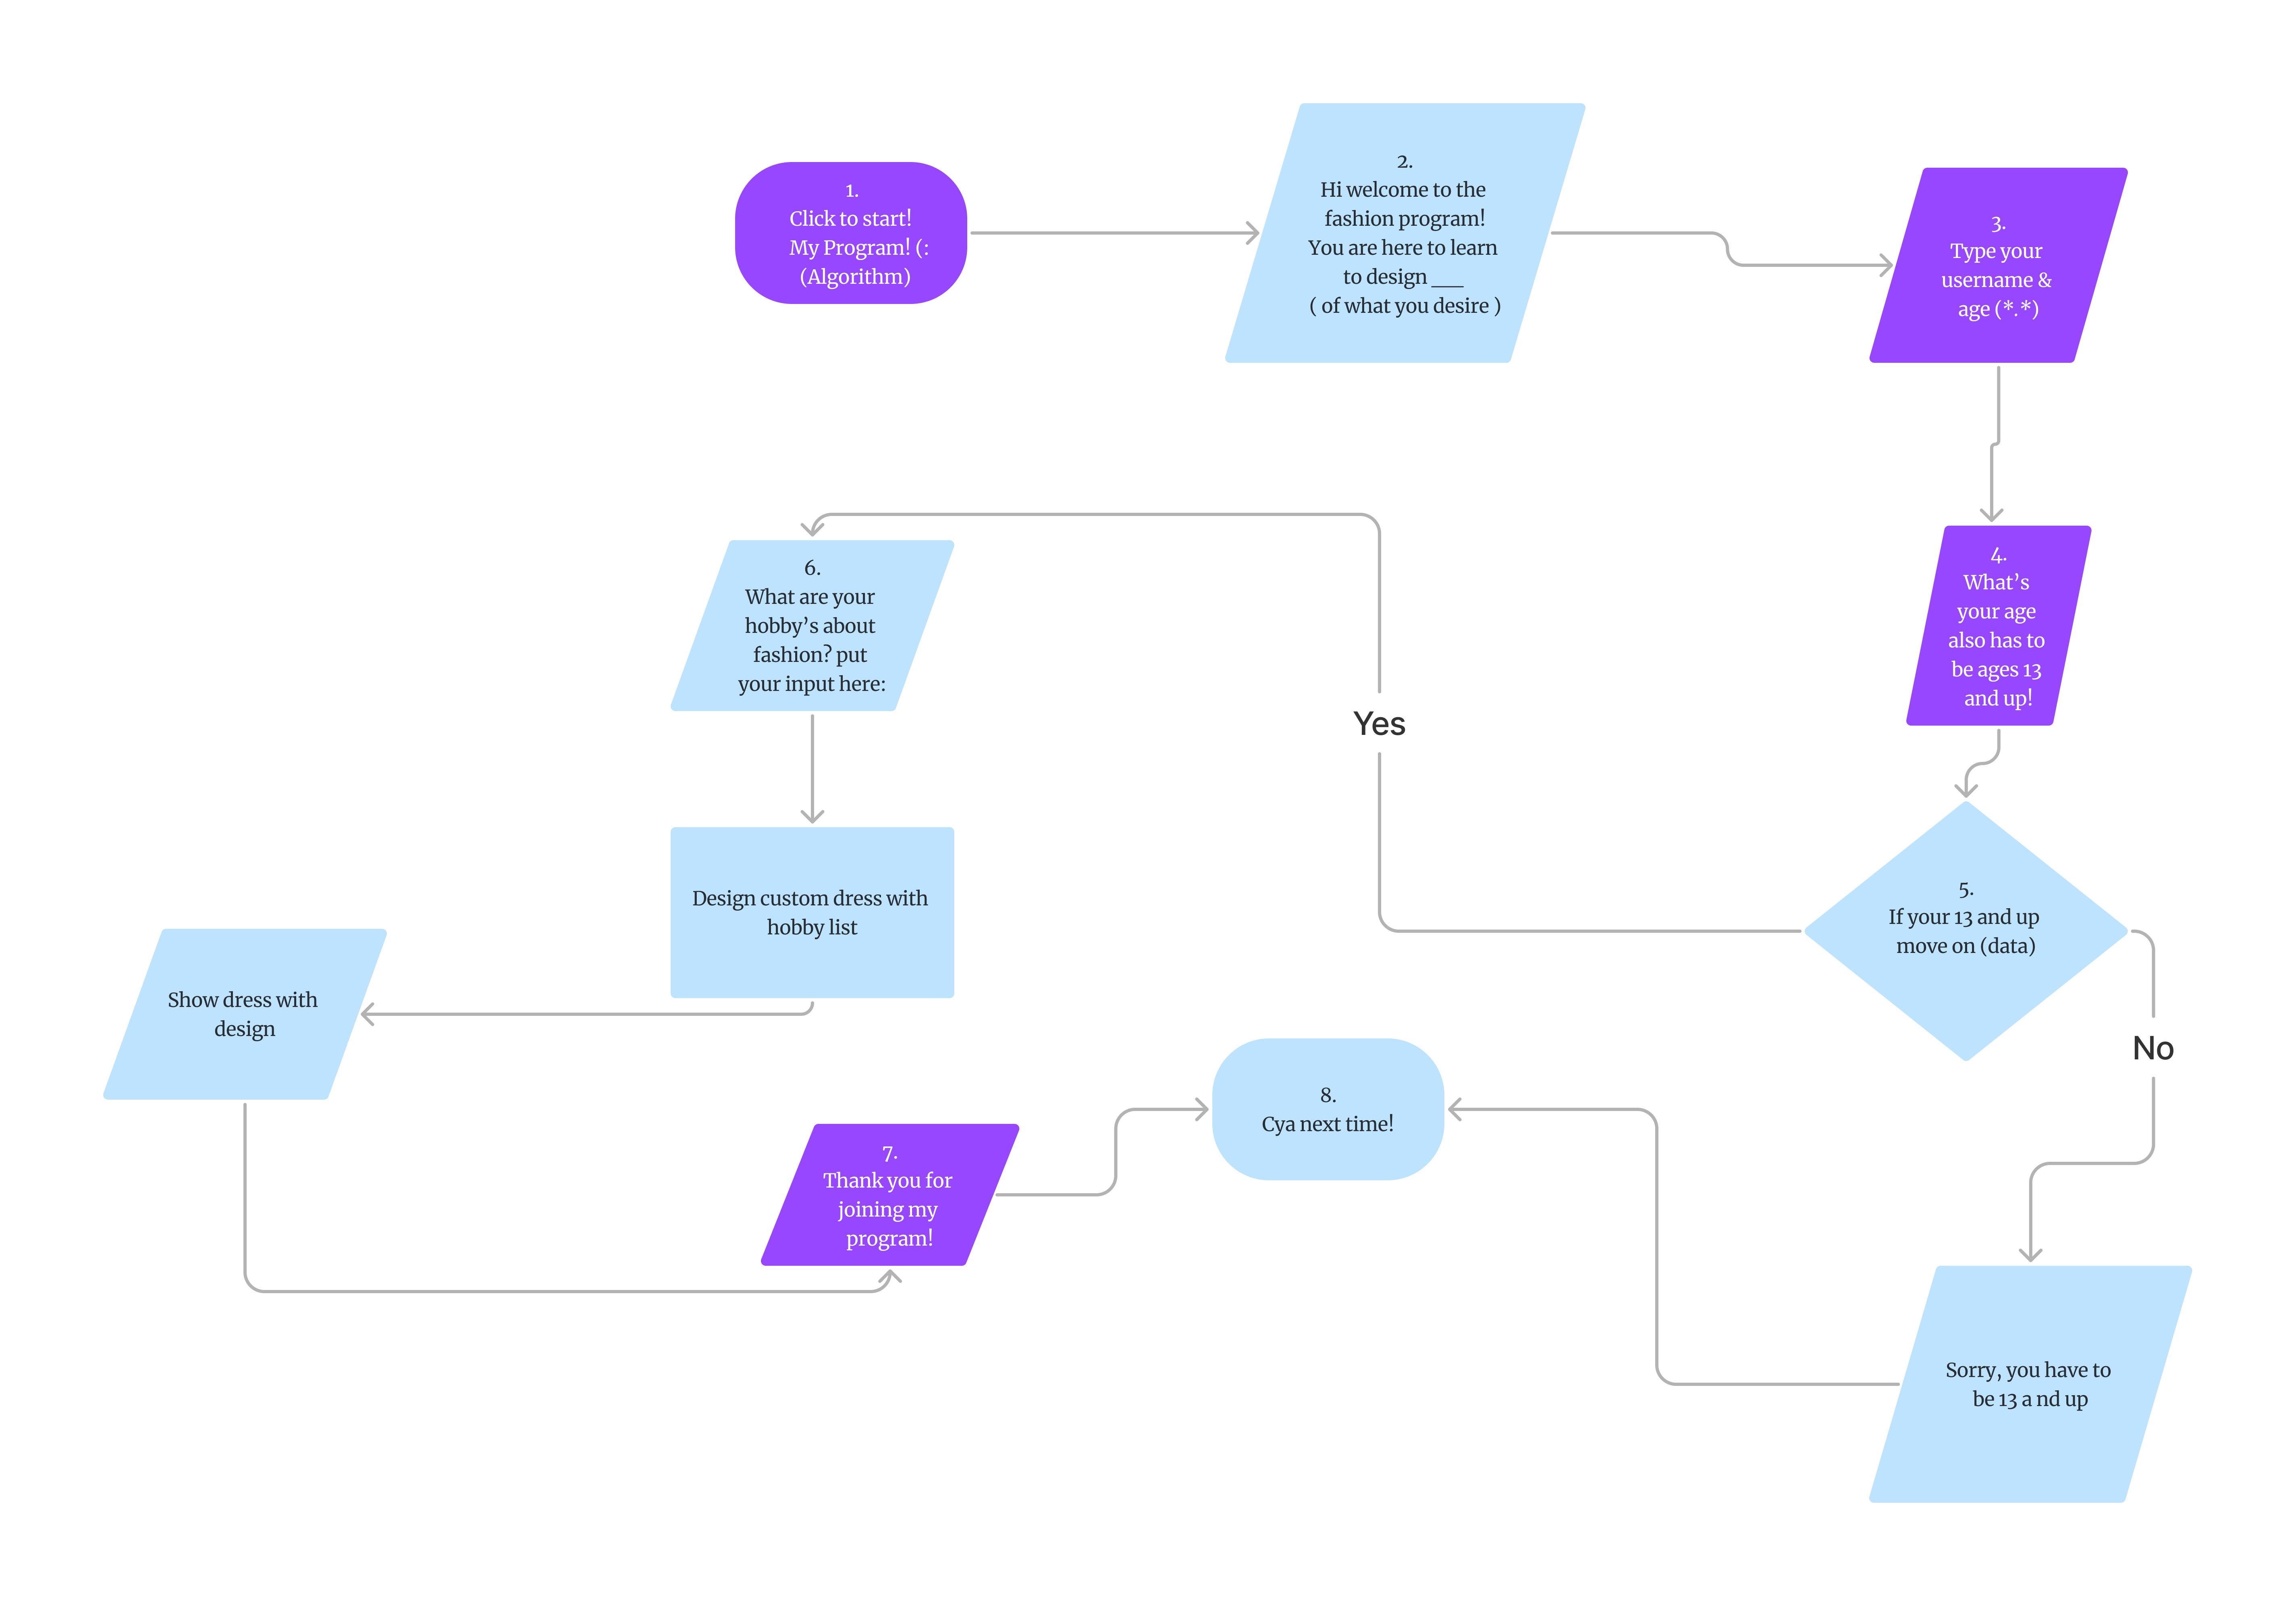 1.
Click to start!
My Program! (:
(Algorithm)
2.
Hi welcome to the
fashion program!
You are here to learn
to design ___
( of what you desire )
3.
Type your
username &
age (*.*)
4.
What's
your age
also has to
be ages 13
and up!
5.
If your 13 and up
move on (data)
Yes
No
6.
What are your
hobby's about
fashion? put
your input here:
Design custom dress with
hobby list
Show dress with
design
7.
Thank you for
joining my
program!
8.
Cya next time!
Sorry, you have to
be 13 a nd up